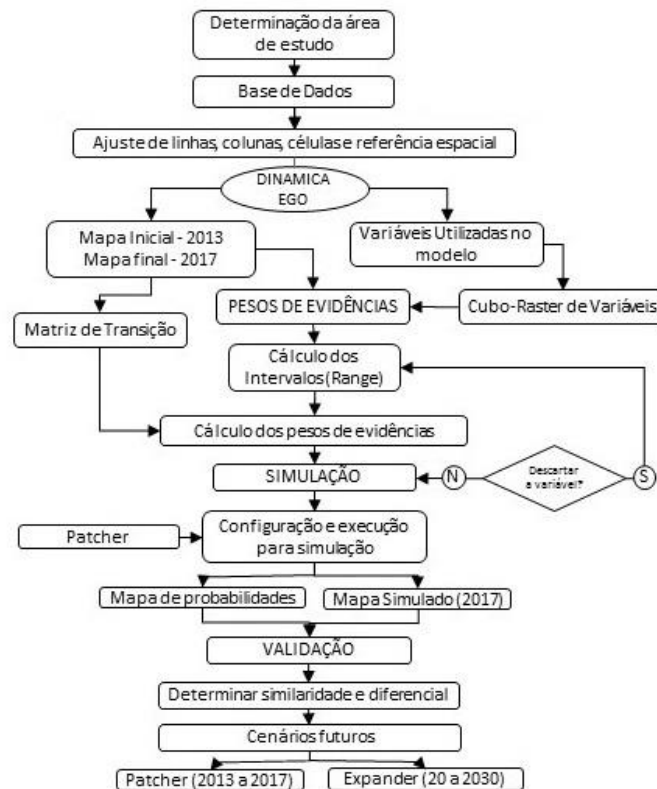 Determinação da área
de estudo
Base de Dados
Ajuste de linhas, colunas, células e referência espacial
DINAMICA
EGO
Mapa Inicial - 2013
Mapa final - 2017
Variáveis Utilizadas no
modelo
PESOS DE EVIDÊNCIAS
Cubo-Raster de Variáveis
Matriz de Transição
Cálculo dos
Intervalos (Range)
Cálculo dos pesos de evidências
SIMULAÇÃO
N
Descartar
a variável?
S
Patcher
Configuração e execução
para simulação
Mapa de probabilidades
Mapa Simulado (2017)
VALIDAÇÃO
Determinar similaridade e diferencial
Cenários futuros
Patcher (2013 a 2017)
Expander (20 a 2030)